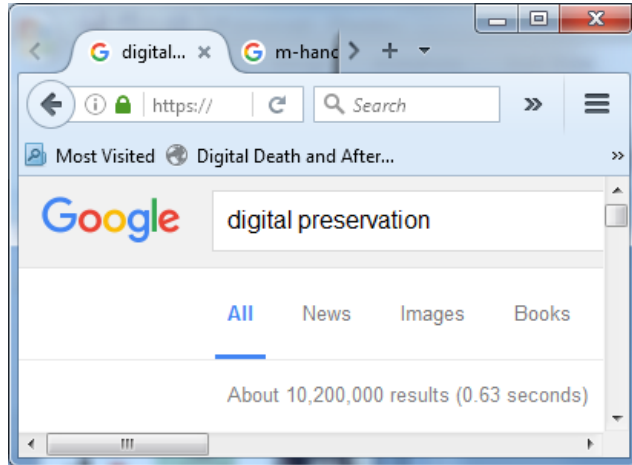 digital... m-hanc
https:// Search
Most Visited Digital Death and After...
Google digital preservation
All News Images Books
About 10,200,000 results (0.63 seconds)